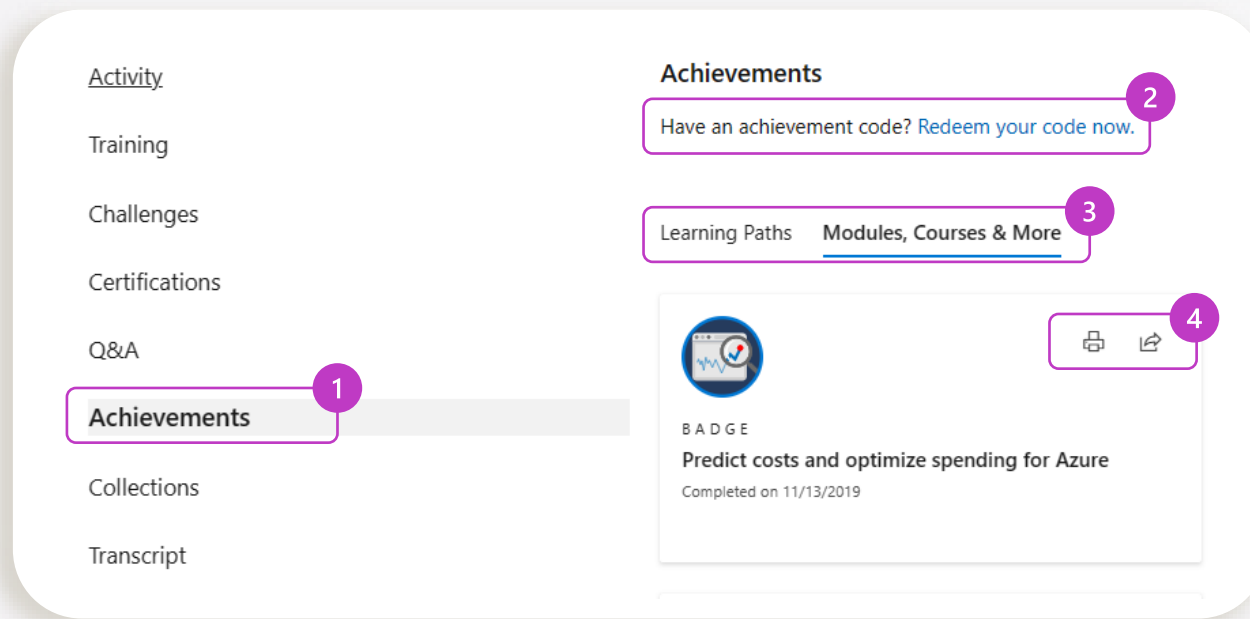 Activity
Training
Challenges
Certifications
Q&A
1
Achievements
Collections
Transcript
Achievements
2
Have an achievement code? Redeem your code now.
3
Learning Paths Modules, Courses & More
4
BADGE
Predict costs and optimize spending for Azure
Completed on 11/13/2019